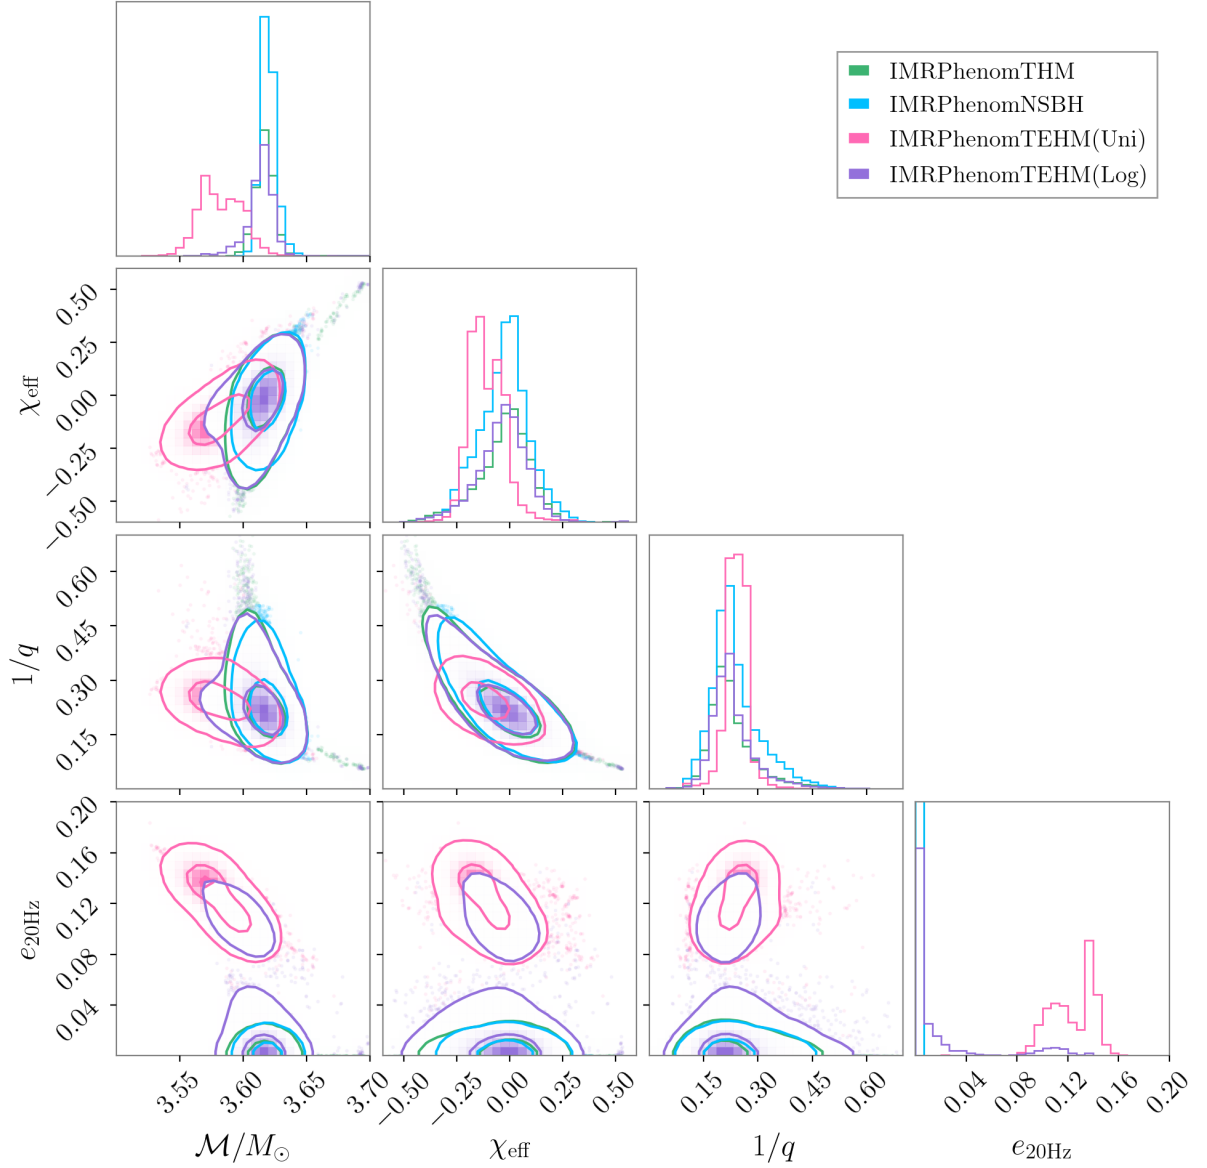 IMRPhenomTHM
IMRPhenomNSBH
IMRPhenomTEHM(Uni)
IMRPhenomTEHM(Log)
0.50
0.25
0.00
−0.25
−0.50
χeff
0.60
0.45
0.30
0.15
1/q
0.20
0.16
0.12
0.08
0.04
e20Hz
3.55
3.60
3.65
3.70
ℳ/M⊙
−0.50
−0.25
0.00
0.25
0.50
χeff
0.15
0.30
0.45
0.60
1/q
0.04
0.08
0.12
0.16
0.20
e20Hz